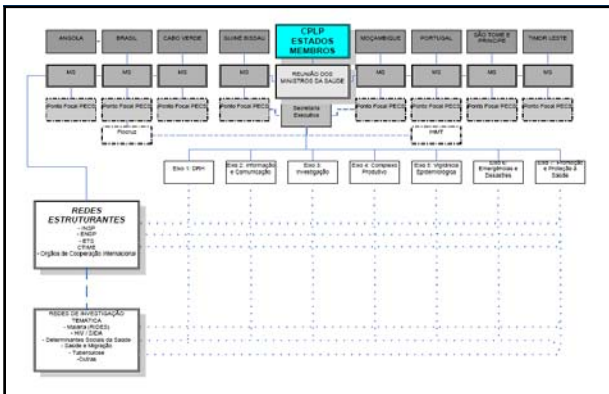 CPLP
ESTADOS
MEMBROS
ANGOLA
BRASIL
CABO VERDE
GUINÉ BISSAU
MOÇAMBIQUE
PORTUGAL
SÃO TOMÉ E
PRINCIPE
TIMOR LESTE
MS
MS
MS
MS
REUNIÃO DOS
MINISTROS DA SAÚDE
MS
MS
MS
MS
Ponto Focal PECS
Ponto Focal PECS
Ponto Focal PECS
Ponto Focal PECS
Secretaria
Executiva
Ponto Focal PECS
Ponto Focal PECS
Ponto Focal PECS
Ponto Focal PECS
Fiocruz
IHMT
Eixo 1: DRH
Eixo 2: Informação
e Comunicação
Eixo 3:
Investigação
Eixo 4: Complexo
Produtivo
Eixo 5: Vigilância
Epidemiológica
Eixo 6:
Emergências e
Desastres
Eixo 7: Promoção
e Proteção à
Saúde
REDES
ESTRUTURANTES
- INSP
- ENSP
- ETS
CTIME
- Orgãos de Cooperação Internacional
REDES DE INVESTIGAÇÃO
TEMÁTICA
- Malária (RIDES)
- HIV / SIDA
- Determinantes Sociais da Saúde
- Saúde e Migração
- Tuberculose
-Outras